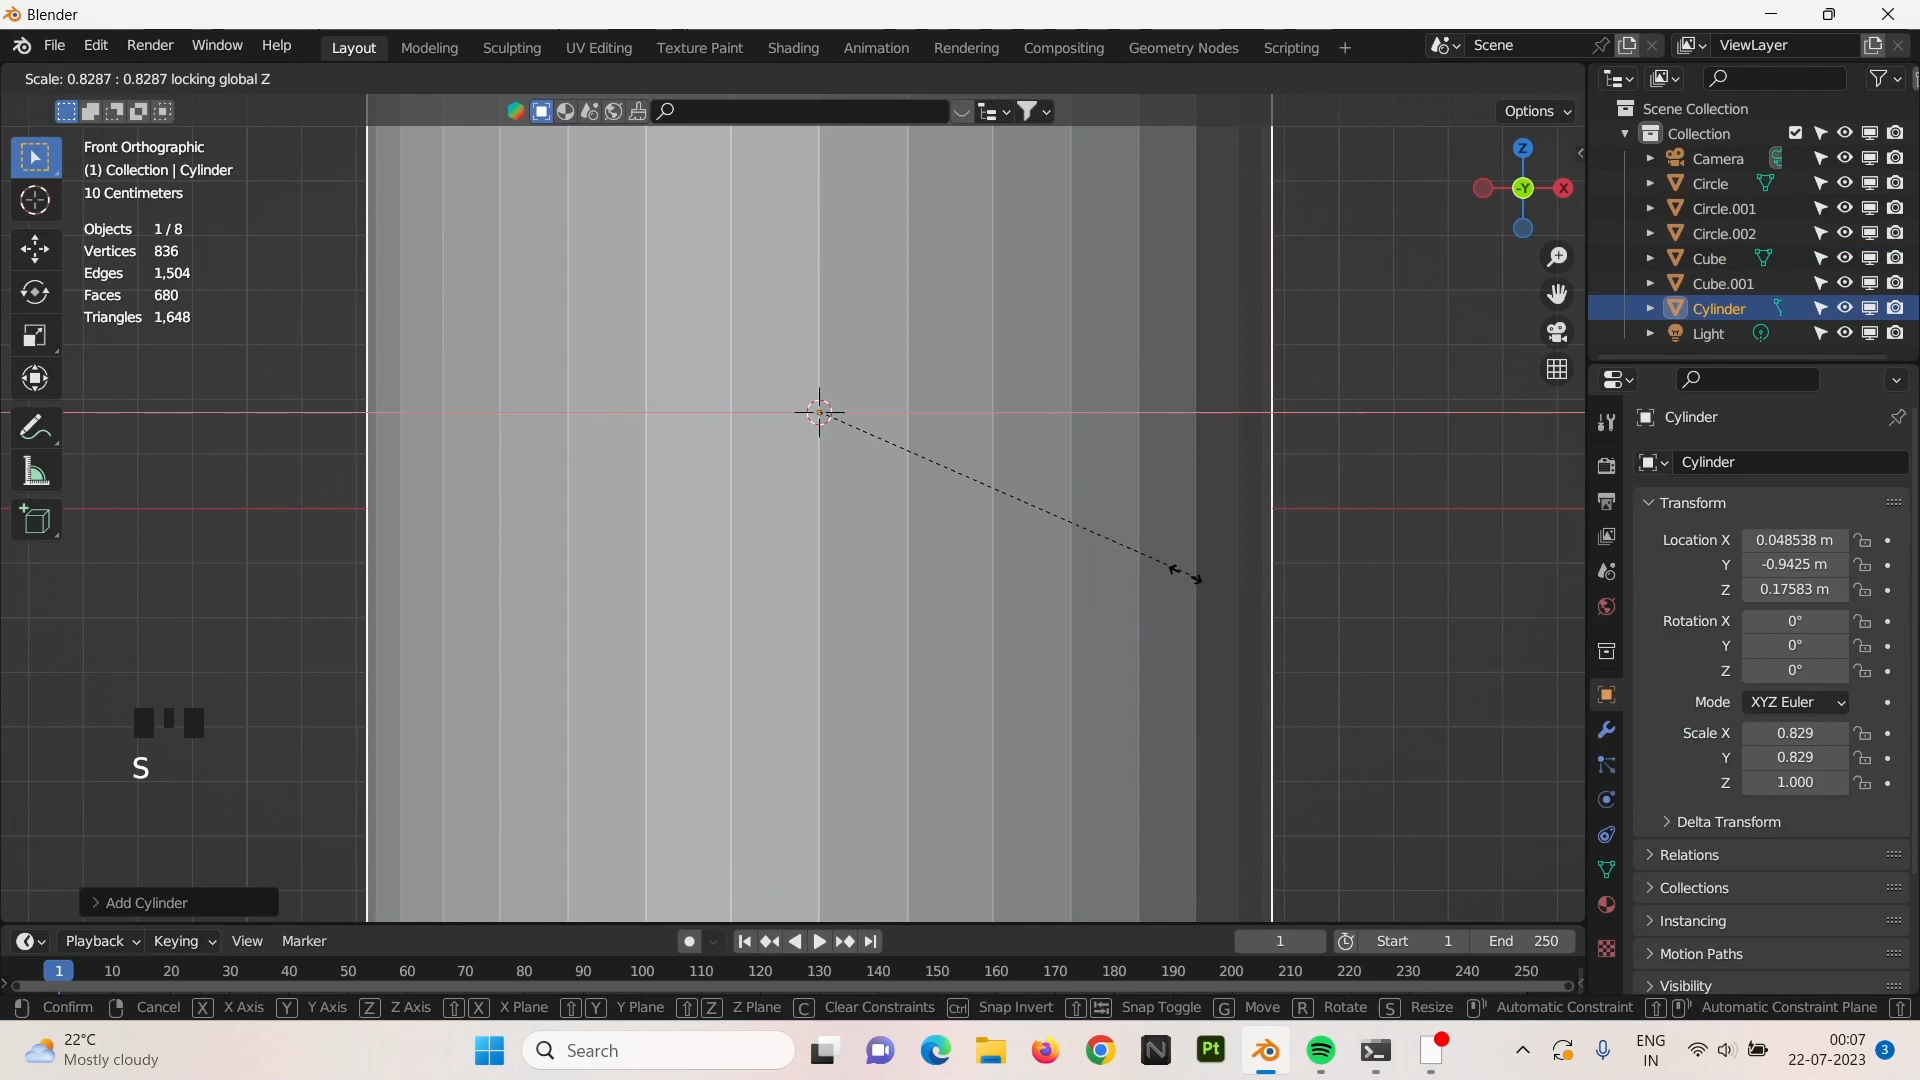 Blender
File Edit Render Window Help
Layout Modeling Sculpting UV Editing Texture Paint Shading Animation Rendering Compositing Geometry Nodes Scripting +
Scene
ViewLayer
Scale: 0.8287 : 0.8287 locking global Z
Options
Front Orthographic
(1) Collection | Cylinder
10 Centimeters
Objects 1 / 8
Vertices 836
Edges 1,504
Faces 680
Triangles 1,648
Z
-Y
X
Scene Collection
Collection
Camera
Circle
Circle.001
Circle.002
Cube
Cube.001
Cylinder
Light
Cylinder
Cylinder
Transform
Location X 0.048538 m
Y -0.9425 m
Z 0.17583 m
Rotation X 0°
Y 0°
Z 0°
Mode XYZ Euler
Scale X 0.829
Y 0.829
Z 1.000
Delta Transform
Relations
Collections
Instancing
Motion Paths
Visibility
S
Add Cylinder
Playback Keying View Marker
1 Start 1 End 250
1 10 20 30 40 50 60 70 80 90 100 110 120 130 140 150 160 170 180 190 200 210 220 230 240 250
Confirm Cancel X X Axis Y Y Axis Z Z Axis X X Plane Y Y Plane Z Z Plane C Clear Constraints Ctrl Snap Invert Snap Toggle G Move R Rotate S Resize Automatic Constraint Automatic Constraint Plane
22°C
Mostly cloudy
Search
N
Pt
ENG
IN
00:07
22-07-2023
3